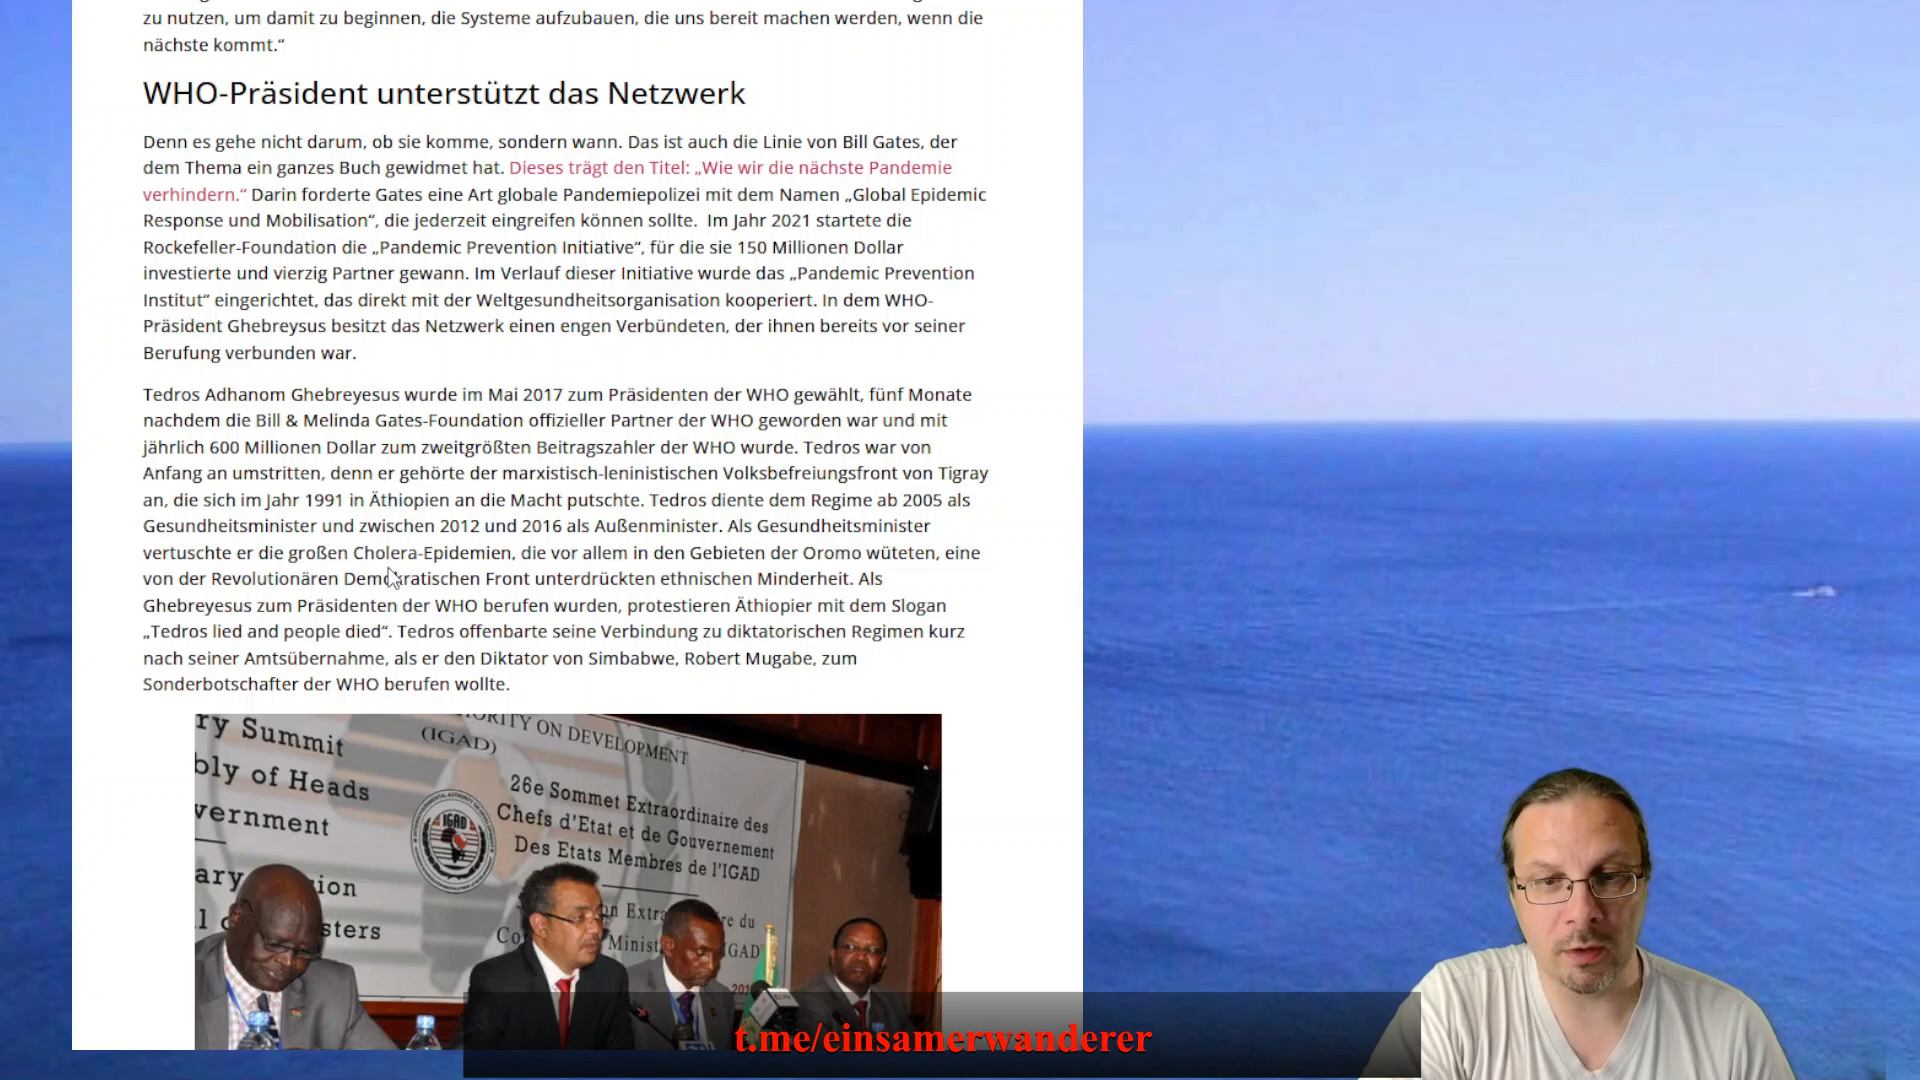 zu nutzen, um damit zu beginnen, die Systeme aufzubauen, die uns bereit machen werden, wenn die
nächste kommt.“
WHO-Präsident unterstützt das Netzwerk
Denn es gehe nicht darum, ob sie komme, sondern wann. Das ist auch die Linie von Bill Gates, der
dem Thema ein ganzes Buch gewidmet hat. Dieses trägt den Titel: „Wie wir die nächste Pandemie
verhindern.“ Darin forderte Gates eine Art globale Pandemiepolizei mit dem Namen „Global Epidemic
Response und Mobilisation“, die jederzeit eingreifen können sollte.  Im Jahr 2021 startete die
Rockefeller-Foundation die „Pandemic Prevention Initiative“, für die sie 150 Millionen Dollar
investierte und vierzig Partner gewann. Im Verlauf dieser Initiative wurde das „Pandemic Prevention
Institut“ eingerichtet, das direkt mit der Weltgesundheitsorganisation kooperiert. In dem WHO-
Präsident Ghebreysus besitzt das Netzwerk einen engen Verbündeten, der ihnen bereits vor seiner
Berufung verbunden war.
Tedros Adhanom Ghebreyesus wurde im Mai 2017 zum Präsidenten der WHO gewählt, fünf Monate
nachdem die Bill & Melinda Gates-Foundation offizieller Partner der WHO geworden war und mit
jährlich 600 Millionen Dollar zum zweitgrößten Beitragszahler der WHO wurde. Tedros war von
Anfang an umstritten, denn er gehörte der marxistisch-leninistischen Volksbefreiungsfront von Tigray
an, die sich im Jahr 1991 in Äthiopien an die Macht putschte. Tedros diente dem Regime ab 2005 als
Gesundheitsminister und zwischen 2012 und 2016 als Außenminister. Als Gesundheitsminister
vertuschte er die großen Cholera-Epidemien, die vor allem in den Gebieten der Oromo wüteten, eine
von der Revolutionären Demokratischen Front unterdrückten ethnischen Minderheit. Als
Ghebreyesus zum Präsidenten der WHO berufen wurden, protestieren Äthiopier mit dem Slogan
„Tedros lied and people died“. Tedros offenbarte seine Verbindung zu diktatorischen Regimen kurz
nach seiner Amtsübernahme, als er den Diktator von Simbabwe, Robert Mugabe, zum
Sonderbotschafter der WHO berufen wollte.
ry Summit
bly of Heads
vernment
ORITY ON DEVELOPMENT
(IGAD)
IGAD
26e Sommet Extraordinaire des
Chefs d'Etat et de Gouvernement
Des Etats Membres de l'IGAD
t.me/einsamerwanderer